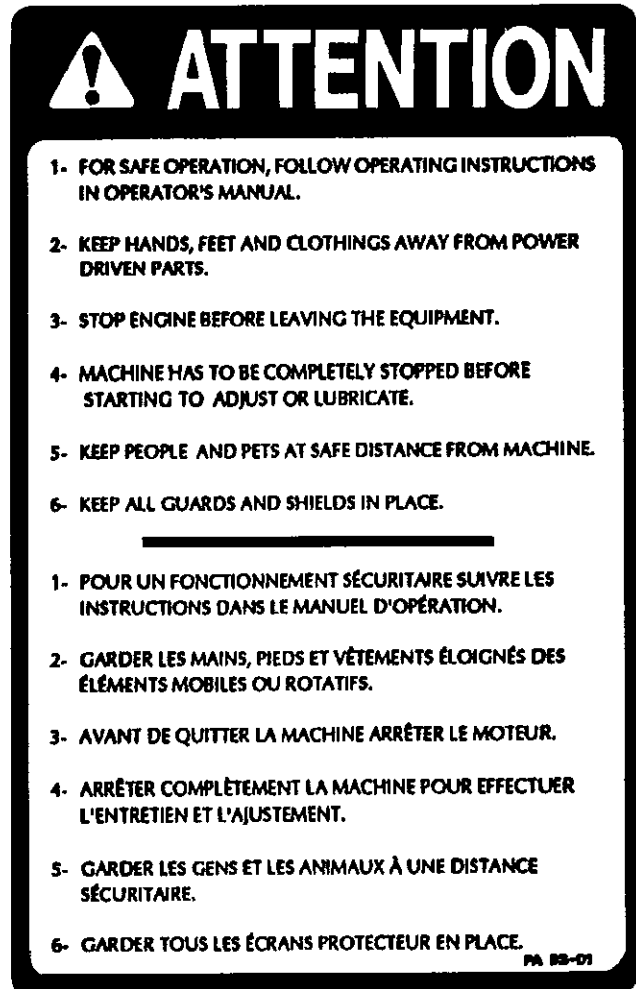 ATTENTION
1- FOR SAFE OPERATION, FOLLOW OPERATING INSTRUCTIONS
IN OPERATOR'S MANUAL.
2- KEEP HANDS, FEET AND CLOTHINGS AWAY FROM POWER
DRIVEN PARTS.
3- STOP ENGINE BEFORE LEAVING THE EQUIPMENT.
4- MACHINE HAS TO BE COMPLETELY STOPPED BEFORE
STARTING TO ADJUST OR LUBRICATE.
5- KEEP PEOPLE AND PETS AT SAFE DISTANCE FROM MACHINE.
6- KEEP ALL GUARDS AND SHIELDS IN PLACE.
1- POUR UN FONCTIONNEMENT SÉCURITAIRE SUIVRE LES
INSTRUCTIONS DANS LE MANUEL D'OPÉRATION.
2- GARDER LES MAINS, PIEDS ET VÊTEMENTS ÉLOIGNÉS DES
ÉLÉMENTS MOBILES OU ROTATIFS.
3- AVANT DE QUITTER LA MACHINE ARRÊTER LE MOTEUR.
4- ARRÊTER COMPLÈTEMENT LA MACHINE POUR EFFECTUER
L'ENTRETIEN ET L'AJUSTEMENT.
5- GARDER LES GENS ET LES ANIMAUX À UNE DISTANCE
SÉCURITAIRE.
6- GARDER TOUS LES ÉCRANS PROTECTEUR EN PLACE.
PA